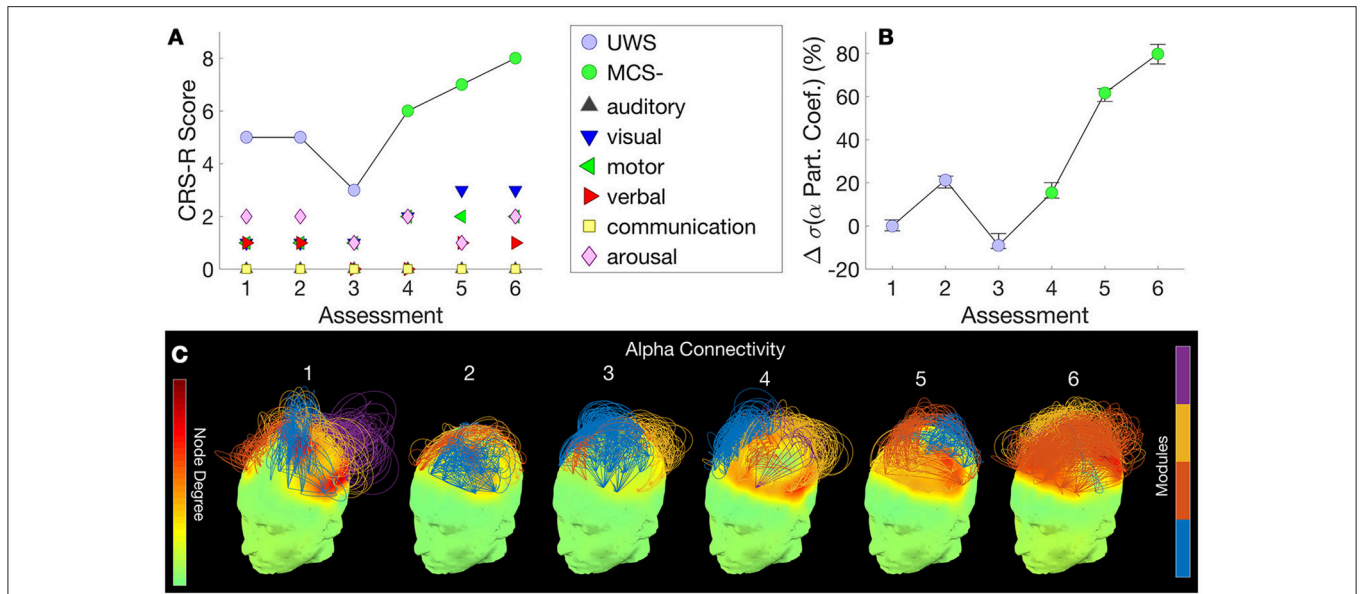 A
8
6
4
2
0
CRS-R Score
1 2 3 4 5 6
Assessment
UWS
MCS-
auditory
visual
motor
verbal
communication
arousal
B
80
60
40
20
0
-20
Δ σ(α Part. Coef.) (%)
1 2 3 4 5 6
Assessment
C
Alpha Connectivity
1 2 3 4 5 6
Node Degree
Modules